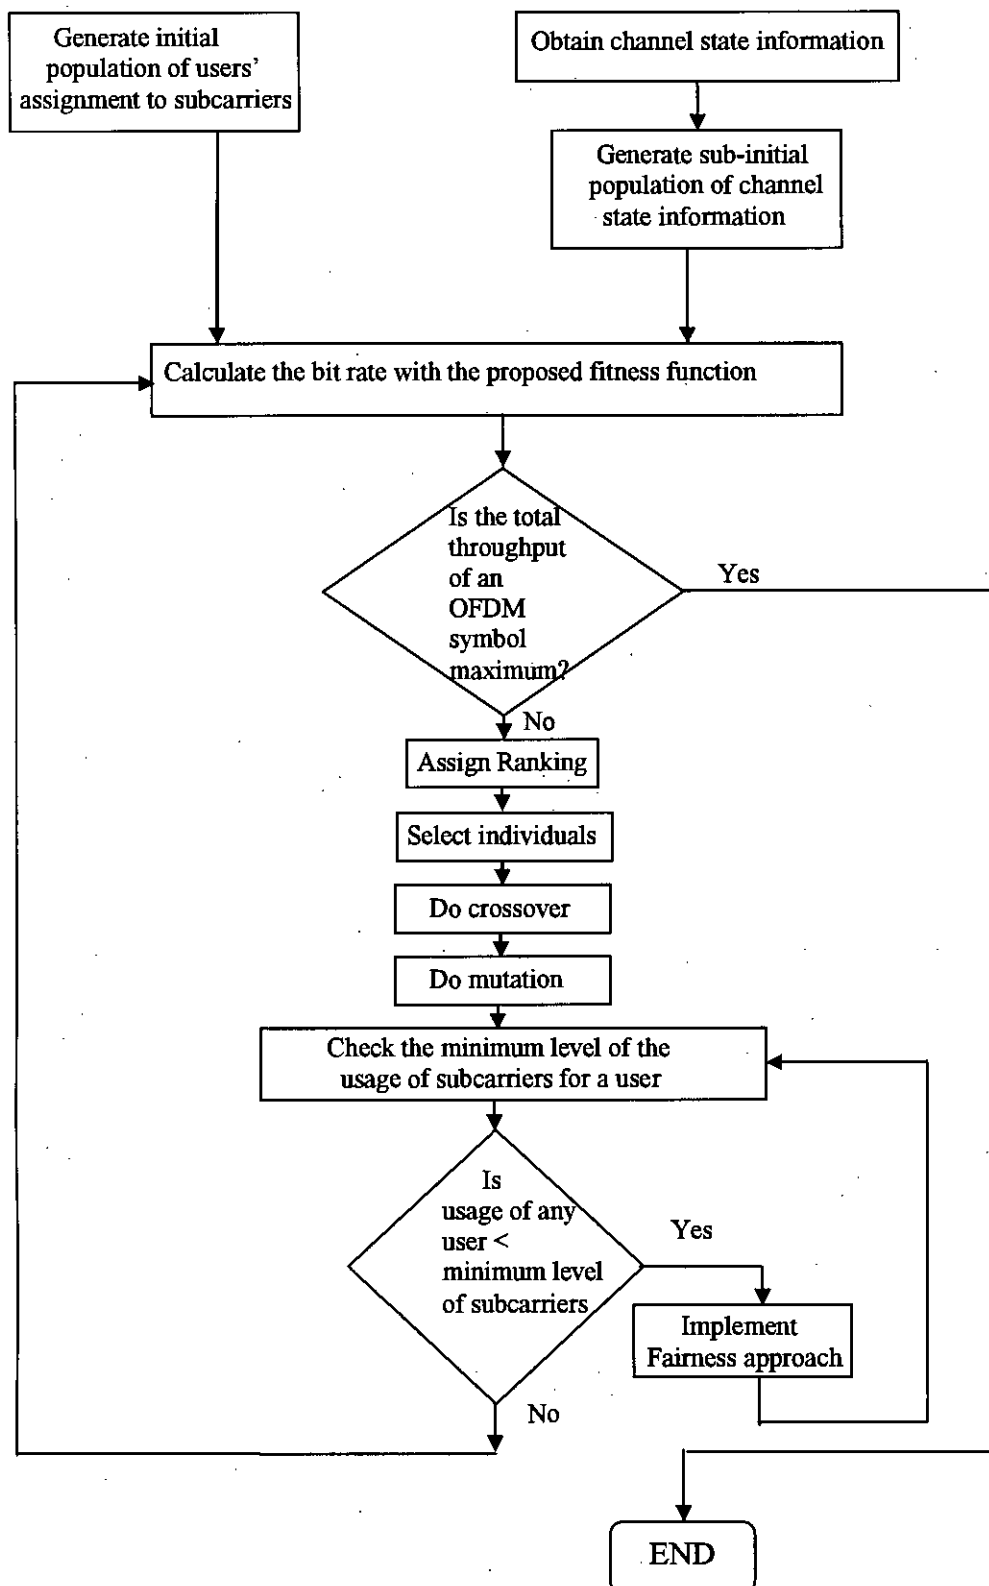 Generate initial
population of users'
assignment to subcarriers
Obtain channel state information
Generate sub-initial
population of channel
state information
Calculate the bit rate with the proposed fitness function
Is the total
throughput
of an
OFDM
symbol
maximum?
Yes
No
Assign Ranking
Select individuals
Do crossover
Do mutation
Check the minimum level of the
usage of subcarriers for a user
Is
usage of any
user <
minimum level
of subcarriers
Yes
Implement
Fairness approach
No
END